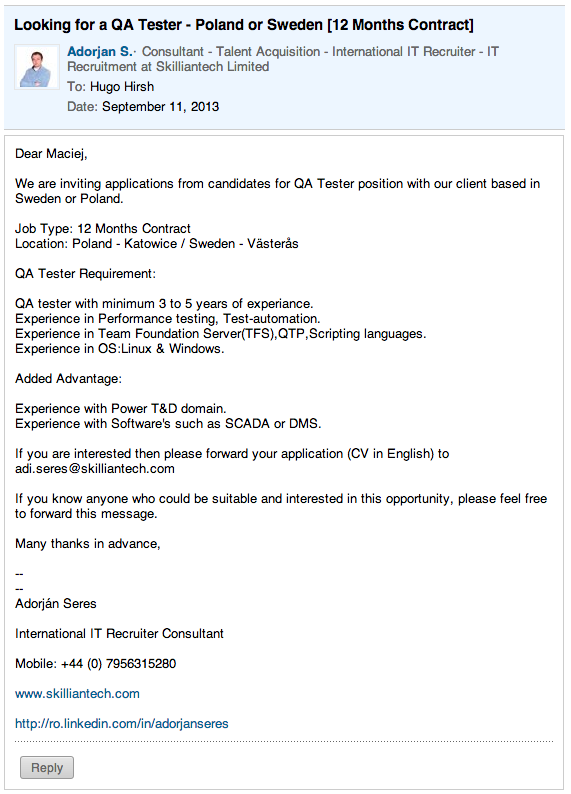 Looking for a QA Tester - Poland or Sweden [12 Months Contract]
Adorjan S.· Consultant - Talent Acquisition - International IT Recruiter - IT
Recruitment at Skilliantech Limited
To: Hugo Hirsh
Date: September 11, 2013
Dear Maciej,
We are inviting applications from candidates for QA Tester position with our client based in
Sweden or Poland.
Job Type: 12 Months Contract
Location: Poland - Katowice / Sweden - Västerås
QA Tester Requirement:
QA tester with minimum 3 to 5 years of experiance.
Experience in Performance testing, Test-automation.
Experience in Team Foundation Server(TFS),QTP,Scripting languages.
Experience in OS:Linux & Windows.
Added Advantage:
Experience with Power T&D domain.
Experience with Software's such as SCADA or DMS.
If you are interested then please forward your application (CV in English) to
adi.seres@skilliantech.com
If you know anyone who could be suitable and interested in this opportunity, please feel free
to forward this message.
Many thanks in advance,
--
--
Adorján Seres
International IT Recruiter Consultant
Mobile: +44 (0) 7956315280
www.skilliantech.com
http://ro.linkedin.com/in/adorjanseres
Reply